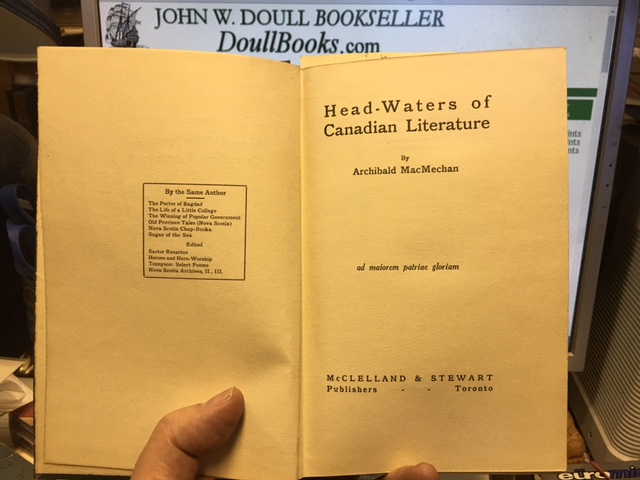 JOHN W. DOULL BOOKSELLER
DoullBooks.com
By the Same Author
The Porter of Bagdad
The Life of a Little College
The Winning of Popular Government
Old Province Tales (Nova Scotia)
Nova Scotia Chap-Books
Sagas of the Sea
Edited
Sartor Resartus
Heroes and Hero-Worship
Tennyson: Select Poems
Nova Scotia Archives, II., III.
Head-Waters of
Canadian Literature
By
Archibald MacMechan
ad maiorem patriae gloriam
McCLELLAND & STEWART
Publishers - - Toronto